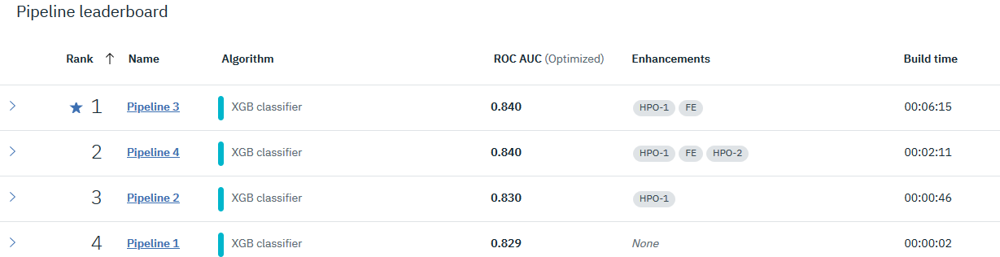 Pipeline leaderboard
Rank ↑ Name Algorithm ROC AUC (Optimized) Enhancements Build time
1 Pipeline 3 XGB classifier 0.840 HPO-1 FE 00:06:15
2 Pipeline 4 XGB classifier 0.840 HPO-1 FE HPO-2 00:02:11
3 Pipeline 2 XGB classifier 0.830 HPO-1 00:00:46
4 Pipeline 1 XGB classifier 0.829 None 00:00:02